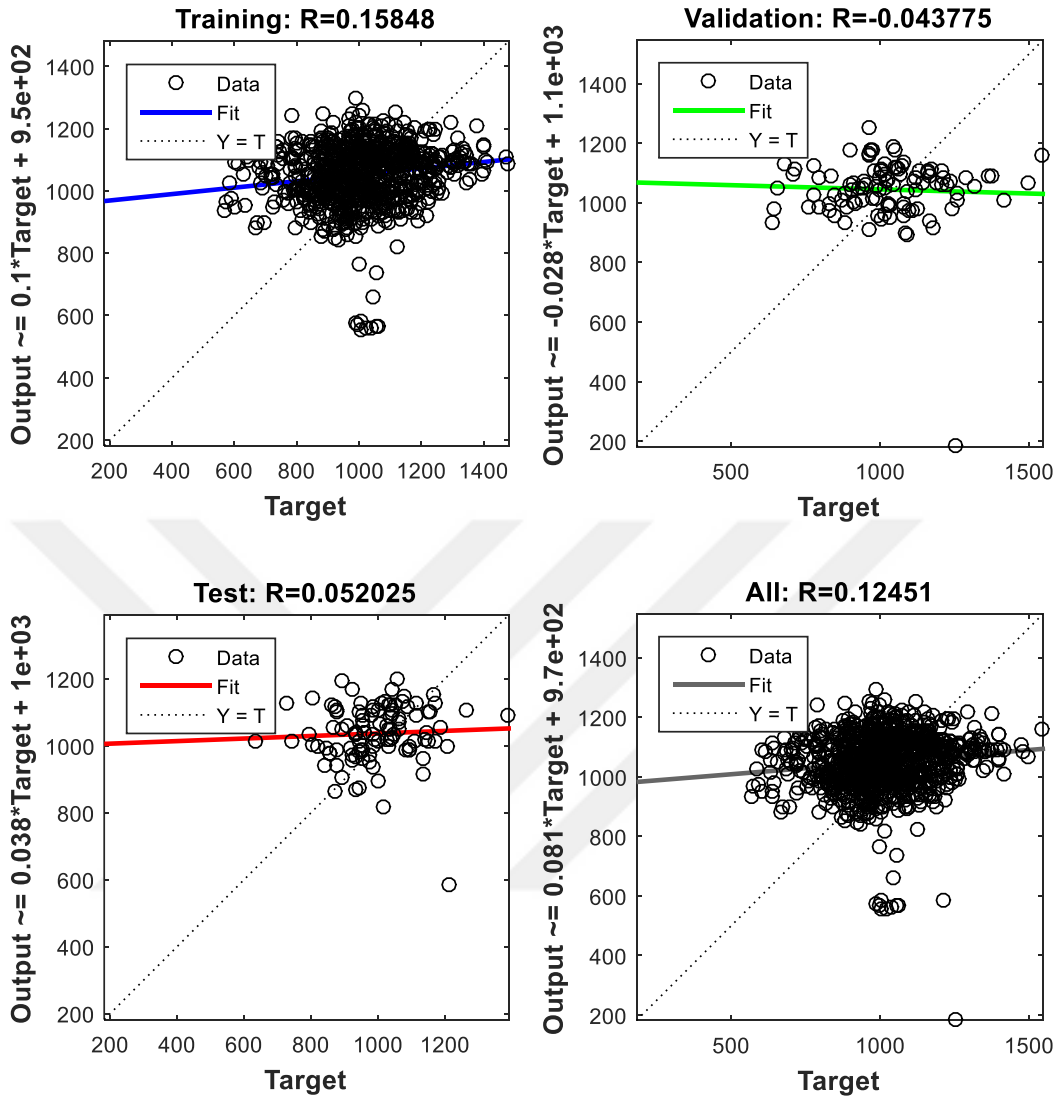 Training: R=0.15848
Output ~= 0.1*Target + 9.5e+02
1400
1200
1000
800
600
400
200
Data
Fit
Y = T
200 400 600 800 1000 1200 1400
Target
Validation: R=-0.043775
Output ~= -0.028*Target + 1.1e+03
1400
1200
1000
800
600
400
200
Data
Fit
Y = T
500 1000 1500
Target
Test: R=0.052025
Output ~= 0.038*Target + 1e+03
1200
1000
800
600
400
200
Data
Fit
Y = T
200 400 600 800 1000 1200
Target
All: R=0.12451
Output ~= 0.081*Target + 9.7e+02
1400
1200
1000
800
600
400
200
Data
Fit
Y = T
500 1000 1500
Target